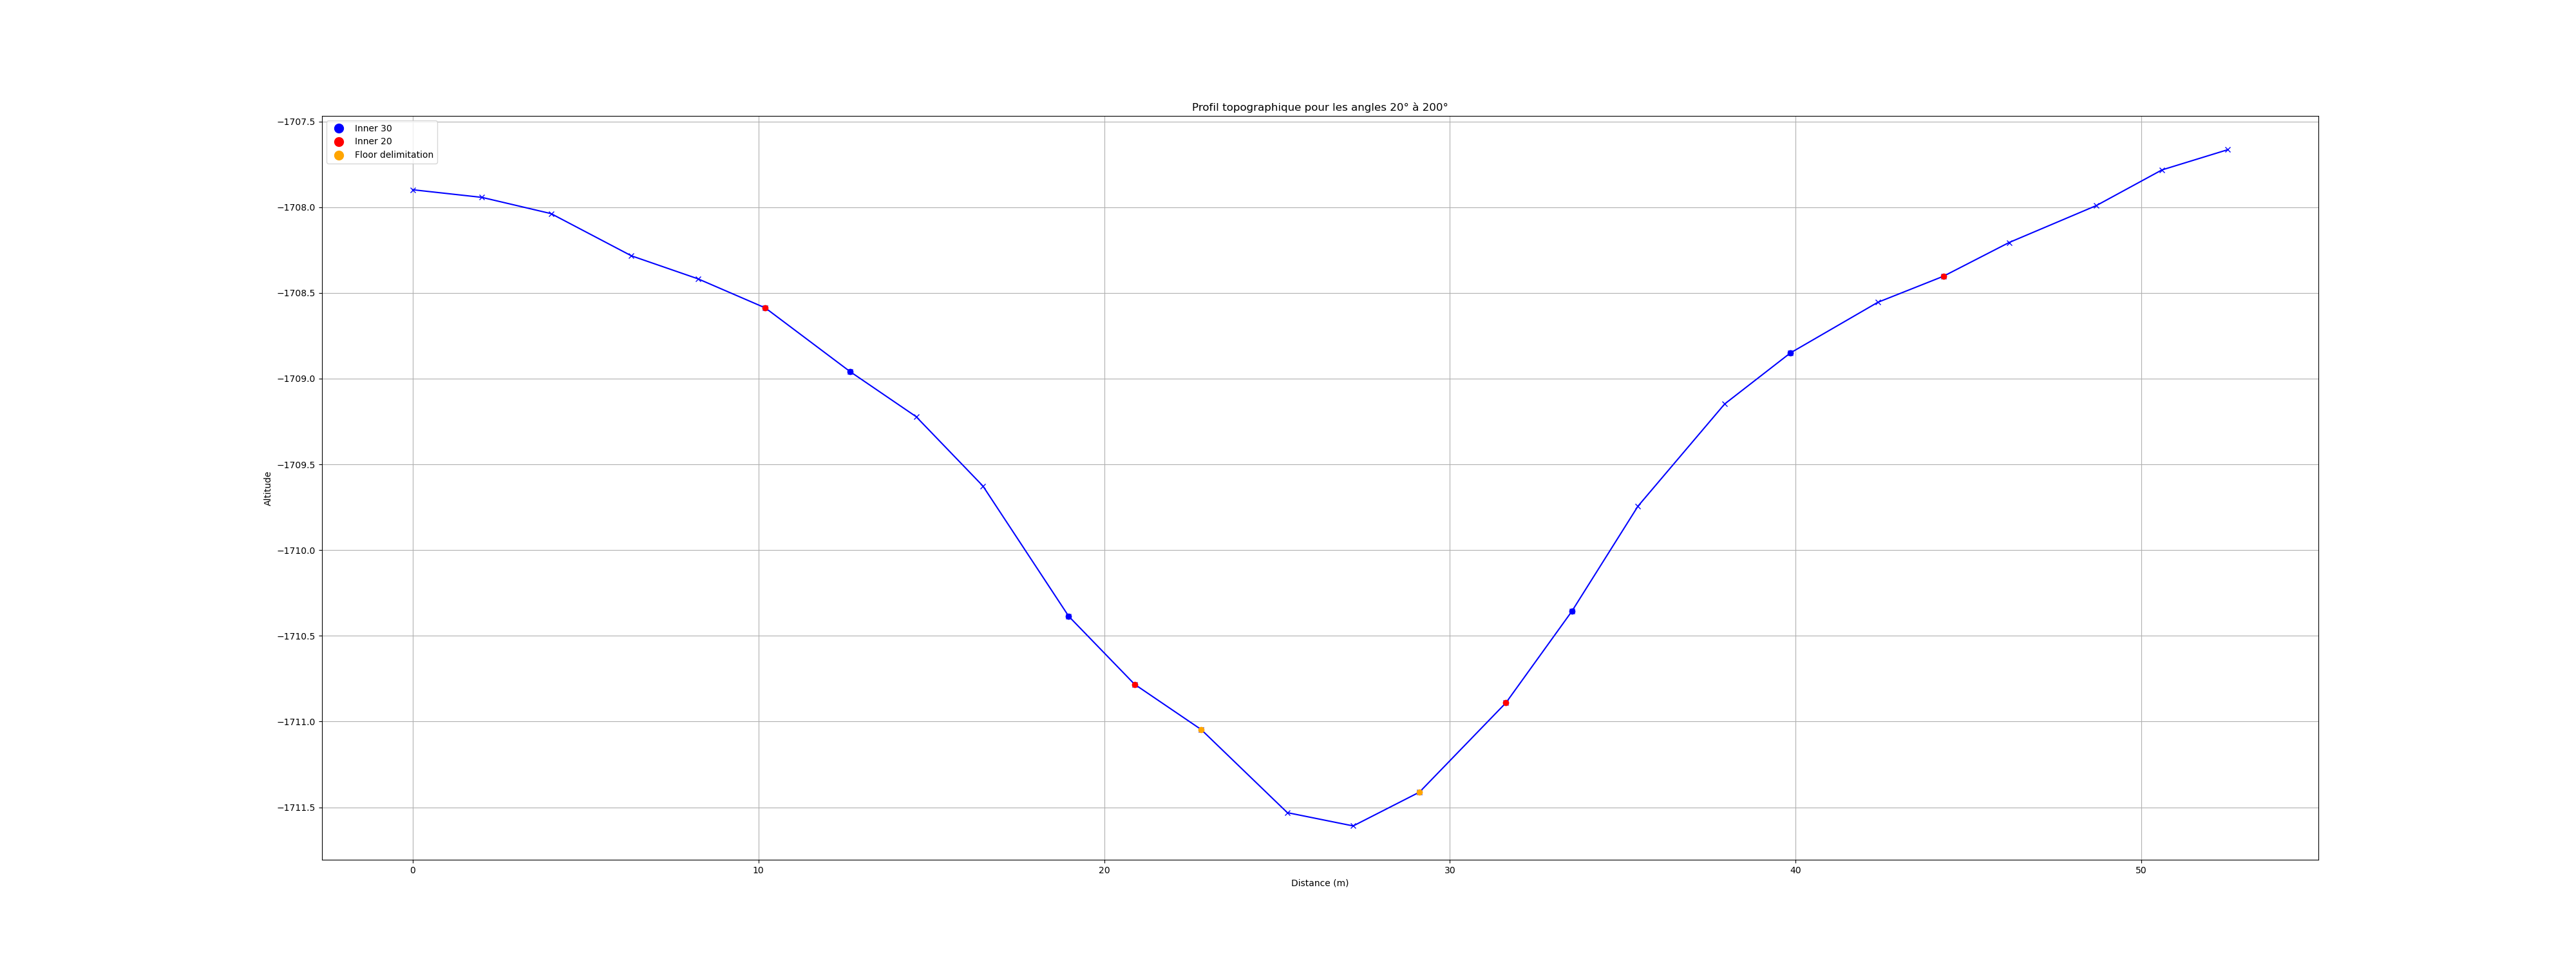 Profil topographique pour les angles 20° à 200°
Inner 30
Inner 20
Floor delimitation
Altitude
−1707.5
−1708.0
−1708.5
−1709.0
−1709.5
−1710.0
−1710.5
−1711.0
−1711.5
0 10 20 30 40 50
Distance (m)